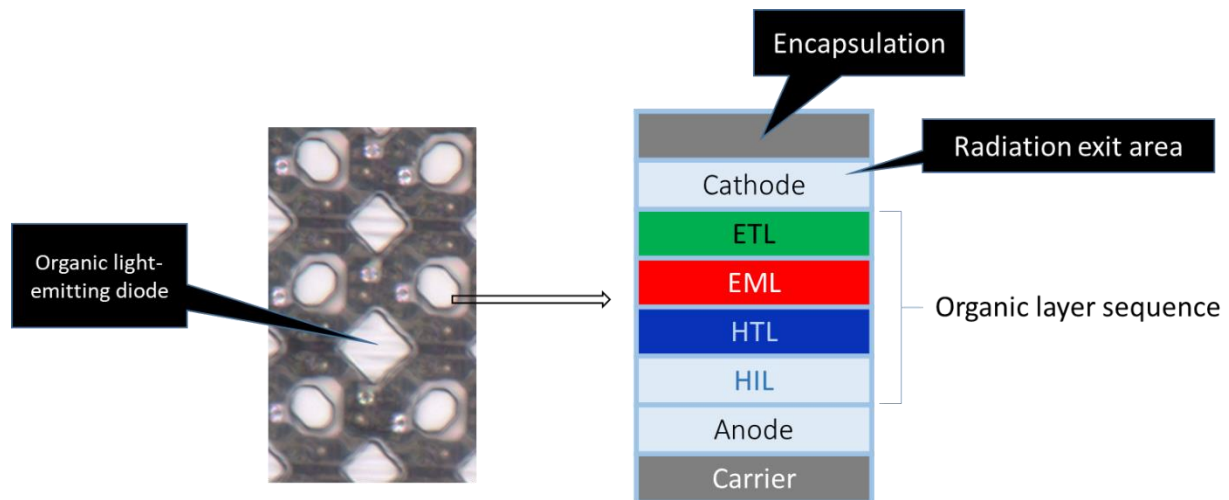 Encapsulation
Radiation exit area
Cathode
ETL
Organic light-
emitting diode
EML
Organic layer sequence
HTL
HIL
Anode
Carrier